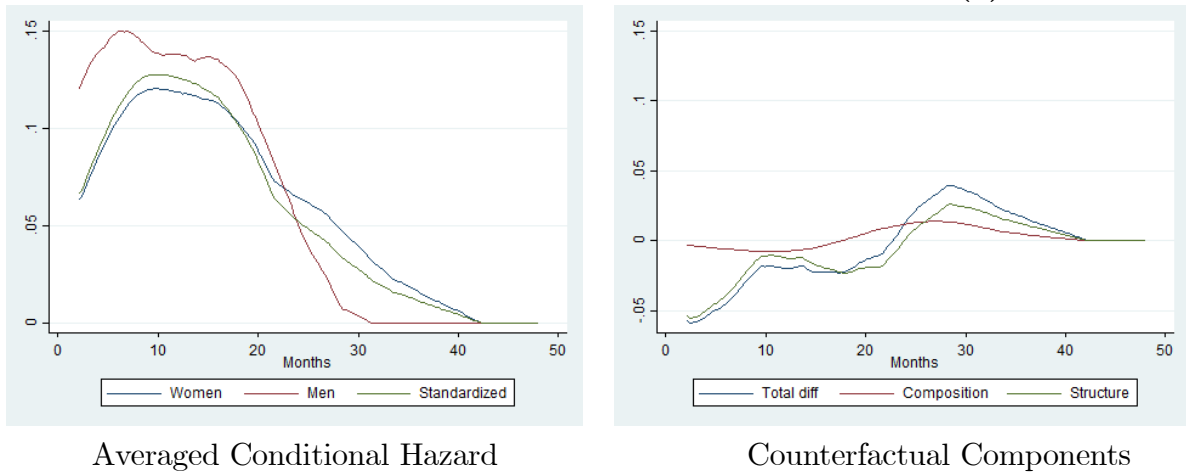 0 .05 .1 .15
0 10 20 30 40 50
Months
Women Men Standardized
-.05 0 .05 .1 .15
0 10 20 30 40 50
Months
Total diff Composition Structure
Averaged Conditional Hazard
Counterfactual Components